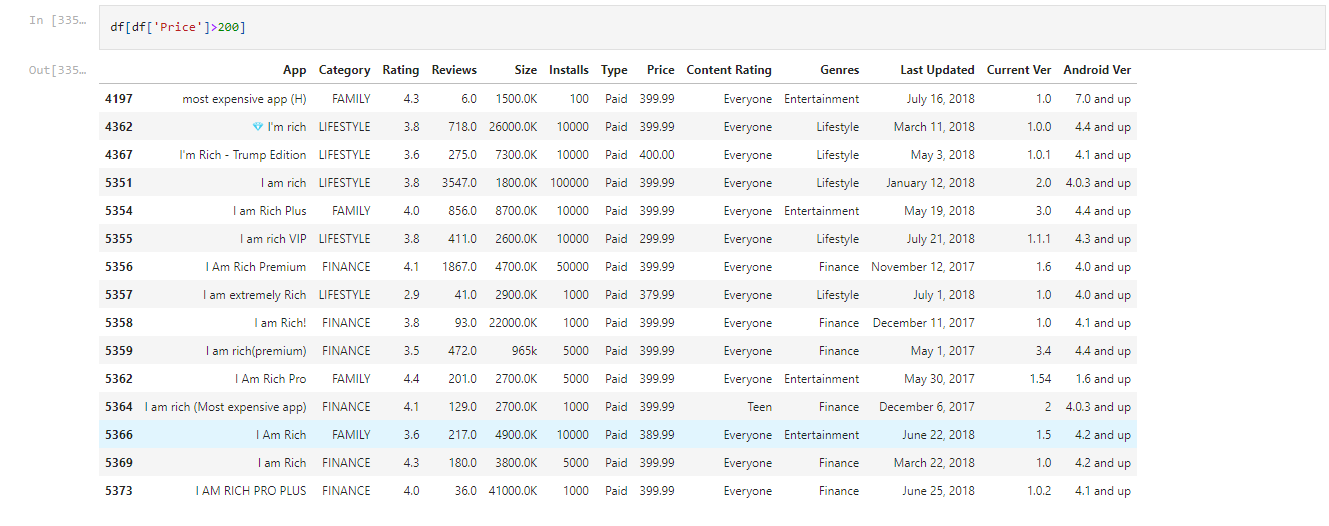 In [335…
df[df['Price']>200]
Out[335…
App Category Rating Reviews Size Installs Type Price Content Rating Genres Last Updated Current Ver Android Ver
4197 most expensive app (H) FAMILY 4.3 6.0 1500.0K 100 Paid 399.99 Everyone Entertainment July 16, 2018 1.0 7.0 and up
4362 💎 I'm rich LIFESTYLE 3.8 718.0 26000.0K 10000 Paid 399.99 Everyone Lifestyle March 11, 2018 1.0.0 4.4 and up
4367 I'm Rich - Trump Edition LIFESTYLE 3.6 275.0 7300.0K 10000 Paid 400.00 Everyone Lifestyle May 3, 2018 1.0.1 4.1 and up
5351 I am rich LIFESTYLE 3.8 3547.0 1800.0K 100000 Paid 399.99 Everyone Lifestyle January 12, 2018 2.0 4.0.3 and up
5354 I am Rich Plus FAMILY 4.0 856.0 8700.0K 10000 Paid 399.99 Everyone Entertainment May 19, 2018 3.0 4.4 and up
5355 I am rich VIP LIFESTYLE 3.8 411.0 2600.0K 10000 Paid 299.99 Everyone Lifestyle July 21, 2018 1.1.1 4.3 and up
5356 I Am Rich Premium FINANCE 4.1 1867.0 4700.0K 50000 Paid 399.99 Everyone Finance November 12, 2017 1.6 4.0 and up
5357 I am extremely Rich LIFESTYLE 2.9 41.0 2900.0K 1000 Paid 379.99 Everyone Lifestyle July 1, 2018 1.0 4.0 and up
5358 I am Rich! FINANCE 3.8 93.0 22000.0K 1000 Paid 399.99 Everyone Finance December 11, 2017 1.0 4.1 and up
5359 I am rich(premium) FINANCE 3.5 472.0 965k 5000 Paid 399.99 Everyone Finance May 1, 2017 3.4 4.4 and up
5362 I Am Rich Pro FAMILY 4.4 201.0 2700.0K 5000 Paid 399.99 Everyone Entertainment May 30, 2017 1.54 1.6 and up
5364 I am rich (Most expensive app) FINANCE 4.1 129.0 2700.0K 1000 Paid 399.99 Teen Finance December 6, 2017 2 4.0.3 and up
5366 I Am Rich FAMILY 3.6 217.0 4900.0K 10000 Paid 389.99 Everyone Entertainment June 22, 2018 1.5 4.2 and up
5369 I am Rich FINANCE 4.3 180.0 3800.0K 5000 Paid 399.99 Everyone Finance March 22, 2018 1.0 4.2 and up
5373 I AM RICH PRO PLUS FINANCE 4.0 36.0 41000.0K 1000 Paid 399.99 Everyone Finance June 25, 2018 1.0.2 4.1 and up